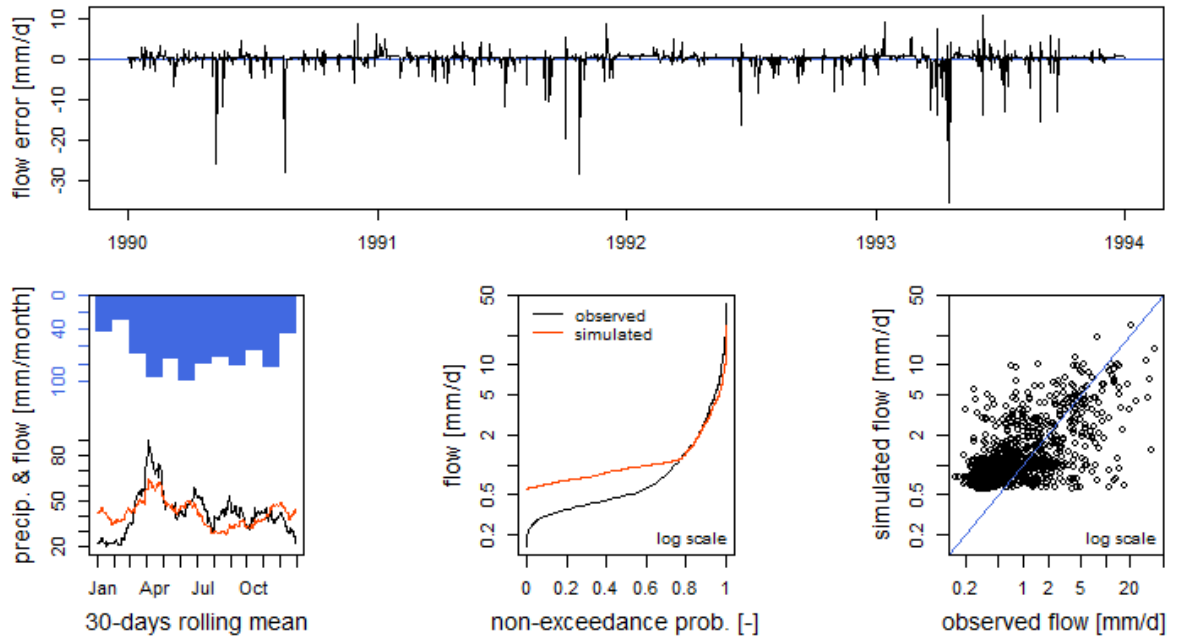 flow error [mm/d]
10
0
-10
-20
-30
1990
1991
1992
1993
1994
precip. & flow [mm/month]
0
40
100
80
50
20
Jan
Apr
Jul
Oct
30-days rolling mean
flow [mm/d]
50
10
5
2
0.5
0.2
observed
simulated
log scale
0
0.2
0.4
0.6
0.8
1
non-exceedance prob. [-]
simulated flow [mm/d]
50
10
5
2
0.5
0.2
log scale
0.2
1
2
5
20
observed flow [mm/d]